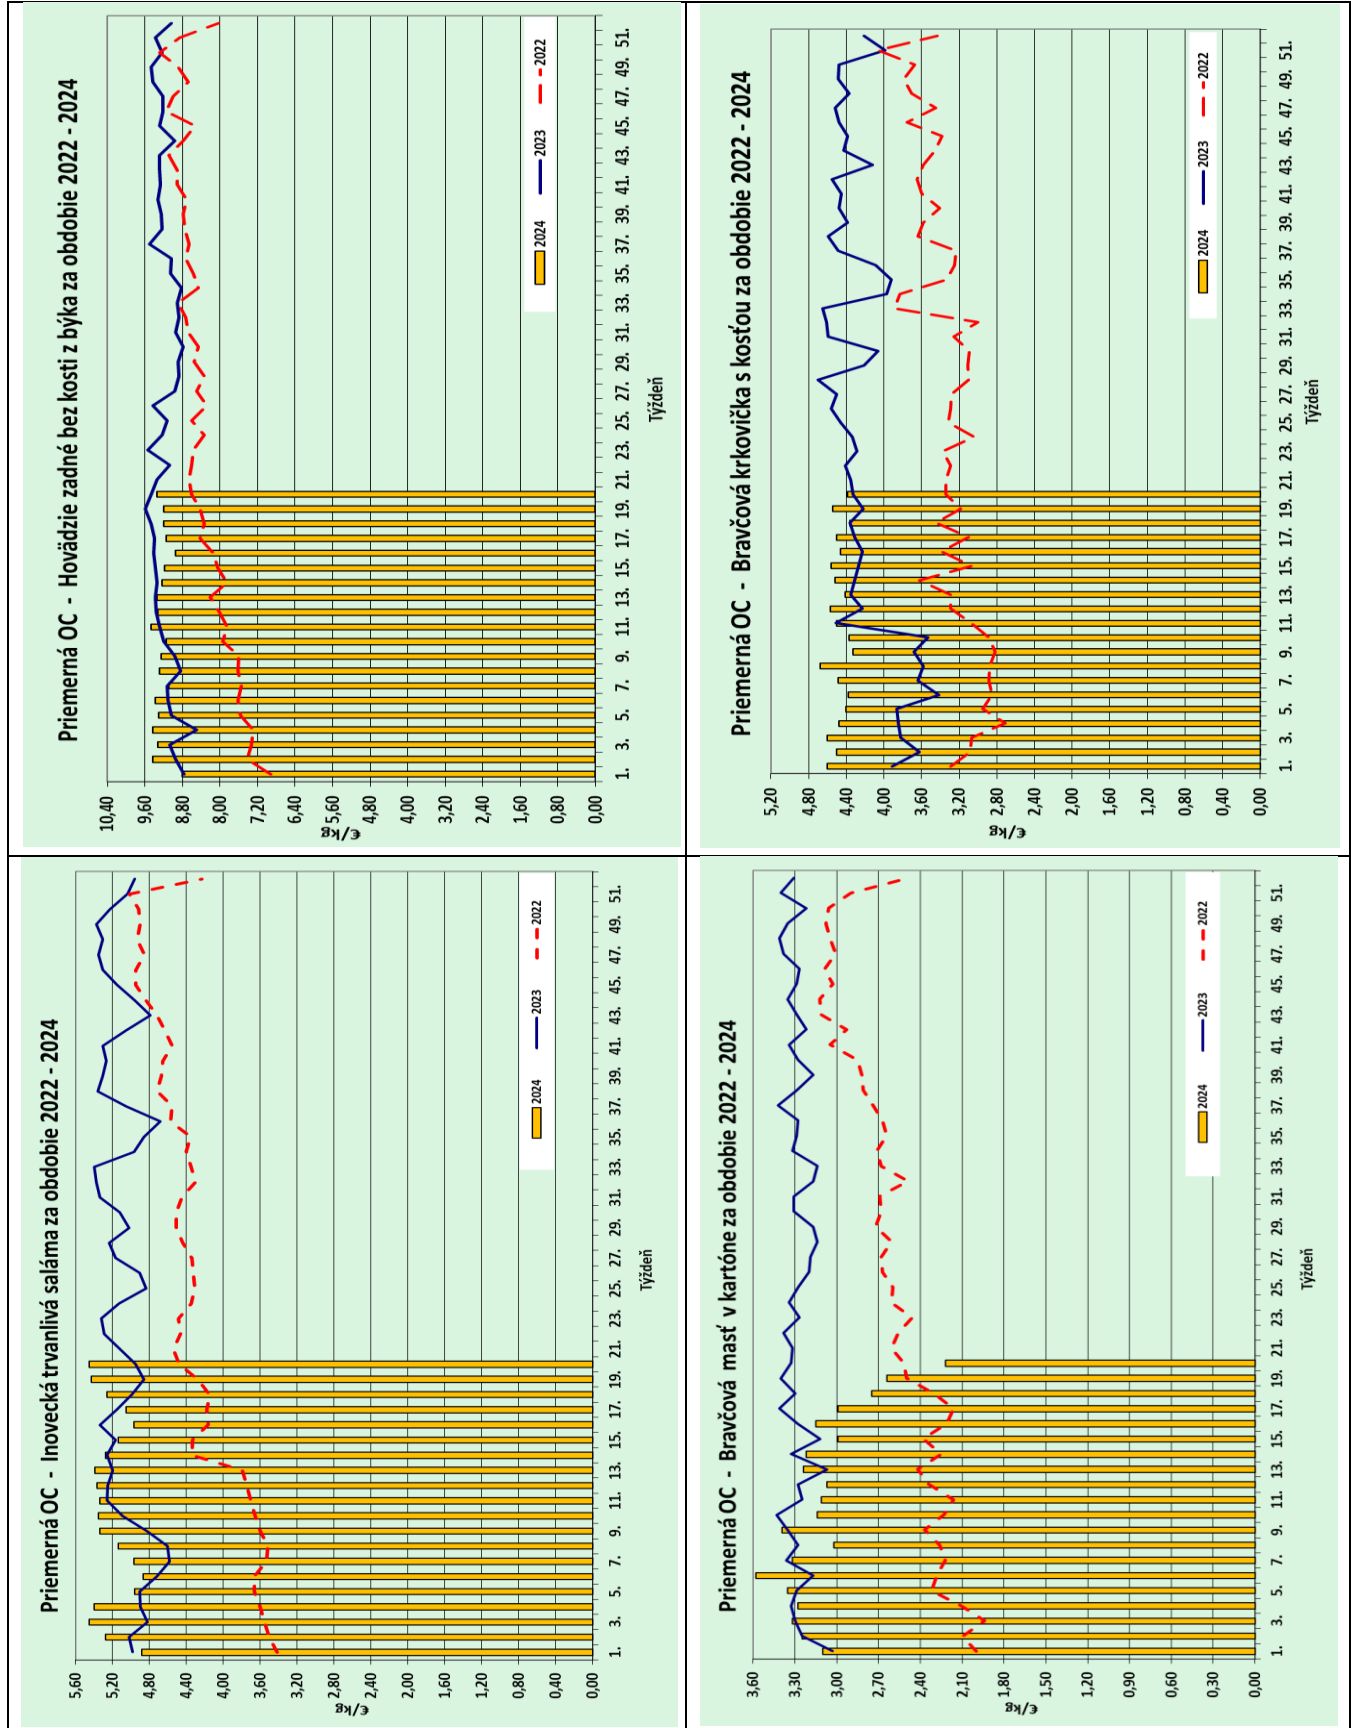 Priemerná OC - Inovecká trvanlivá saláma za obdobie 2022 - 2024
€/kg
5,60
5,20
4,80
4,40
4,00
3,60
3,20
2,80
2,40
2,00
1,60
1,20
0,80
0,40
0,00
2024 2023 2022
1. 3. 5. 7. 9. 11. 13. 15. 17. 19. 21. 23. 25. 27. 29. 31. 33. 35. 37. 39. 41. 43. 45. 47. 49. 51.
Týždeň
Priemerná OC - Hovädzie zadné bez kosti z býka za obdobie 2022 - 2024
€/kg
10,40
9,60
8,80
8,00
7,20
6,40
5,60
4,80
4,00
3,20
2,40
1,60
0,80
0,00
2024 2023 2022
1. 3. 5. 7. 9. 11. 13. 15. 17. 19. 21. 23. 25. 27. 29. 31. 33. 35. 37. 39. 41. 43. 45. 47. 49. 51.
Týždeň
Priemerná OC - Bravčová masť v kartóne za obdobie 2022 - 2024
€/kg
3,60
3,30
3,00
2,70
2,40
2,10
1,80
1,50
1,20
0,90
0,60
0,30
0,00
2024 2023 2022
1. 3. 5. 7. 9. 11. 13. 15. 17. 19. 21. 23. 25. 27. 29. 31. 33. 35. 37. 39. 41. 43. 45. 47. 49. 51.
Týždeň
Priemerná OC - Bravčová krkovička s kosťou za obdobie 2022 - 2024
€/kg
5,20
4,80
4,40
4,00
3,60
3,20
2,80
2,40
2,00
1,60
1,20
0,80
0,40
0,00
2024 2023 2022
1. 3. 5. 7. 9. 11. 13. 15. 17. 19. 21. 23. 25. 27. 29. 31. 33. 35. 37. 39. 41. 43. 45. 47. 49. 51.
Týždeň